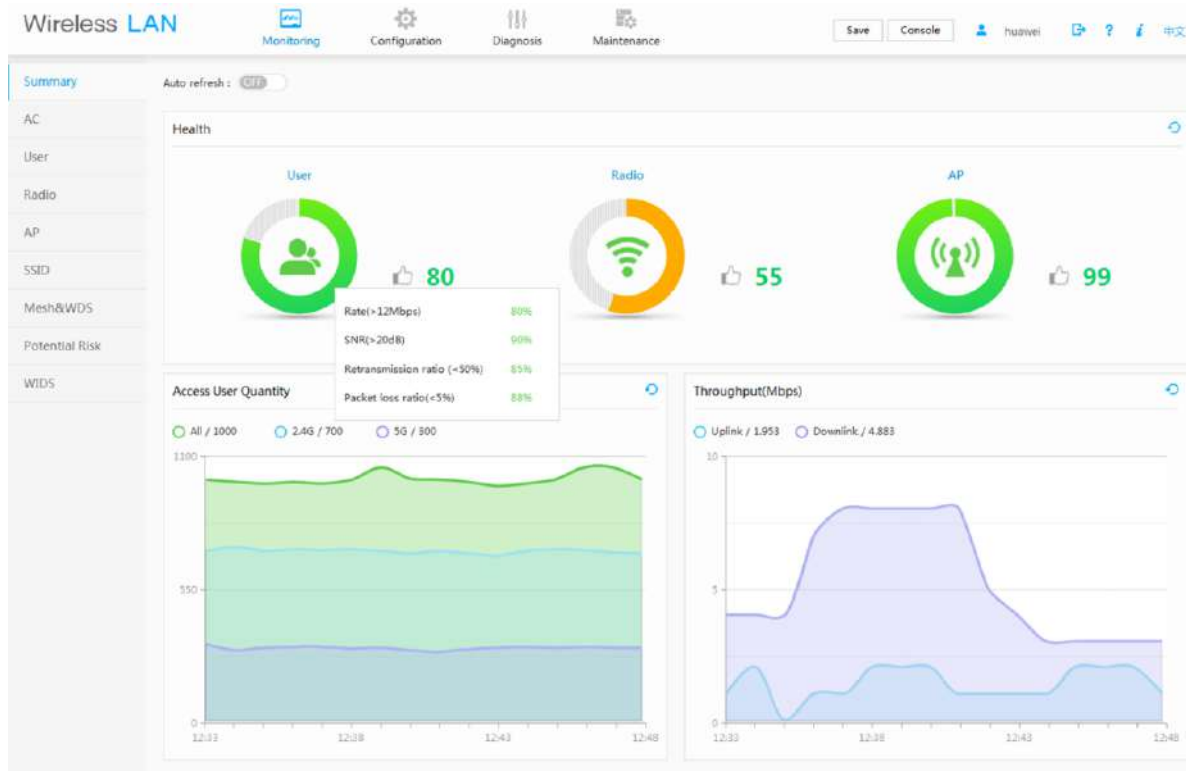 Wireless LAN
Monitoring
Configuration
Diagnosis
Maintenance
Save
Console
huawei
?
i
中文
Summary
AC
User
Radio
AP
SSID
Mesh&WDS
Potential Risk
WIDS
Auto refresh :
OFF
Health
User
Radio
AP
80
55
99
Rate(>12Mbps) 80%
SNR(>20dB) 90%
Retransmission ratio (<50%) 85%
Packet loss ratio(<5%) 88%
Access User Quantity
All / 1000
2.4G / 700
5G / 300
1100
550
0
12:33
12:38
12:43
12:48
Throughput(Mbps)
Uplink / 1.953
Downlink / 4.883
10
5
0
12:33
12:38
12:43
12:48